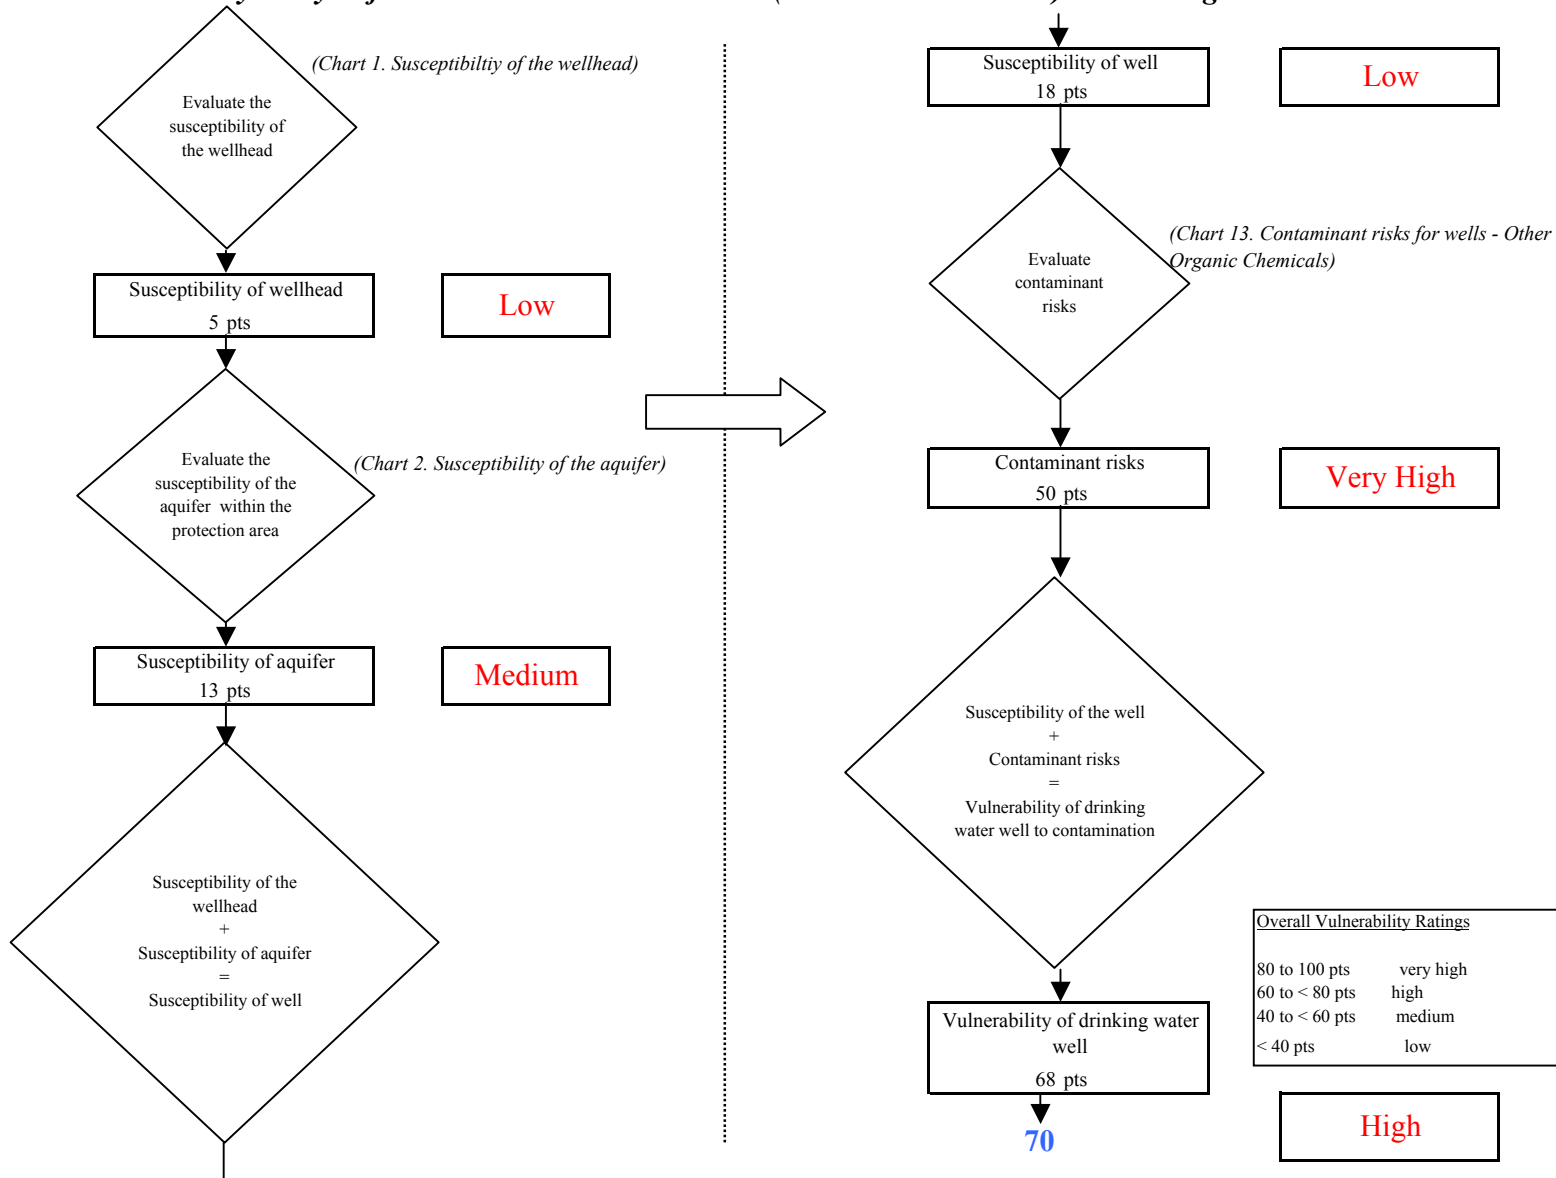 (Chart 1. Susceptibiltiy of the wellhead)
Evaluate the
susceptibility of
the wellhead
Susceptibility of wellhead
5 pts
Low
Evaluate the
susceptibility of the
aquifer within the
protection area
(Chart 2. Susceptibility of the aquifer)
Susceptibility of aquifer
13 pts
Medium
Susceptibility of the
wellhead
+
Susceptibility of aquifer
=
Susceptibility of well
Susceptibility of well
18 pts
Low
(Chart 13. Contaminant risks for wells - Other
Organic Chemicals)
Evaluate
contaminant
risks
Contaminant risks
50 pts
Very High
Susceptibility of the well
+
Contaminant risks
=
Vulnerability of drinking
water well to contamination
Overall Vulnerability Ratings
80 to 100 pts very high
60 to < 80 pts high
40 to < 60 pts medium
< 40 pts low
Vulnerability of drinking water
well
68 pts
High
70